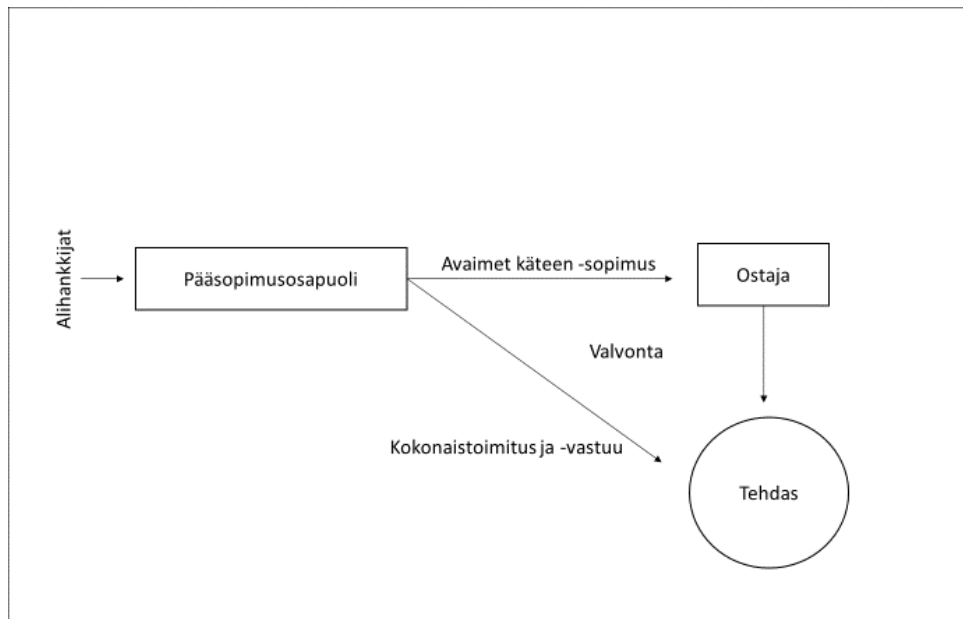 Alihankkijat
Pääsopimusosapuoli
Avaimet käteen -sopimus
Ostaja
Valvonta
Kokonaistoimitus ja -vastuu
Tehdas